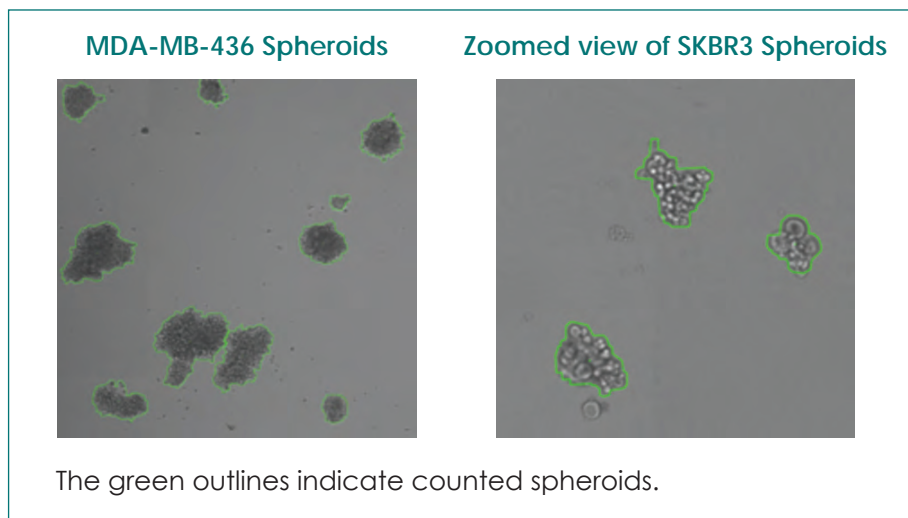 MDA-MB-436 Spheroids
Zoomed view of SKBR3 Spheroids
The green outlines indicate counted spheroids.